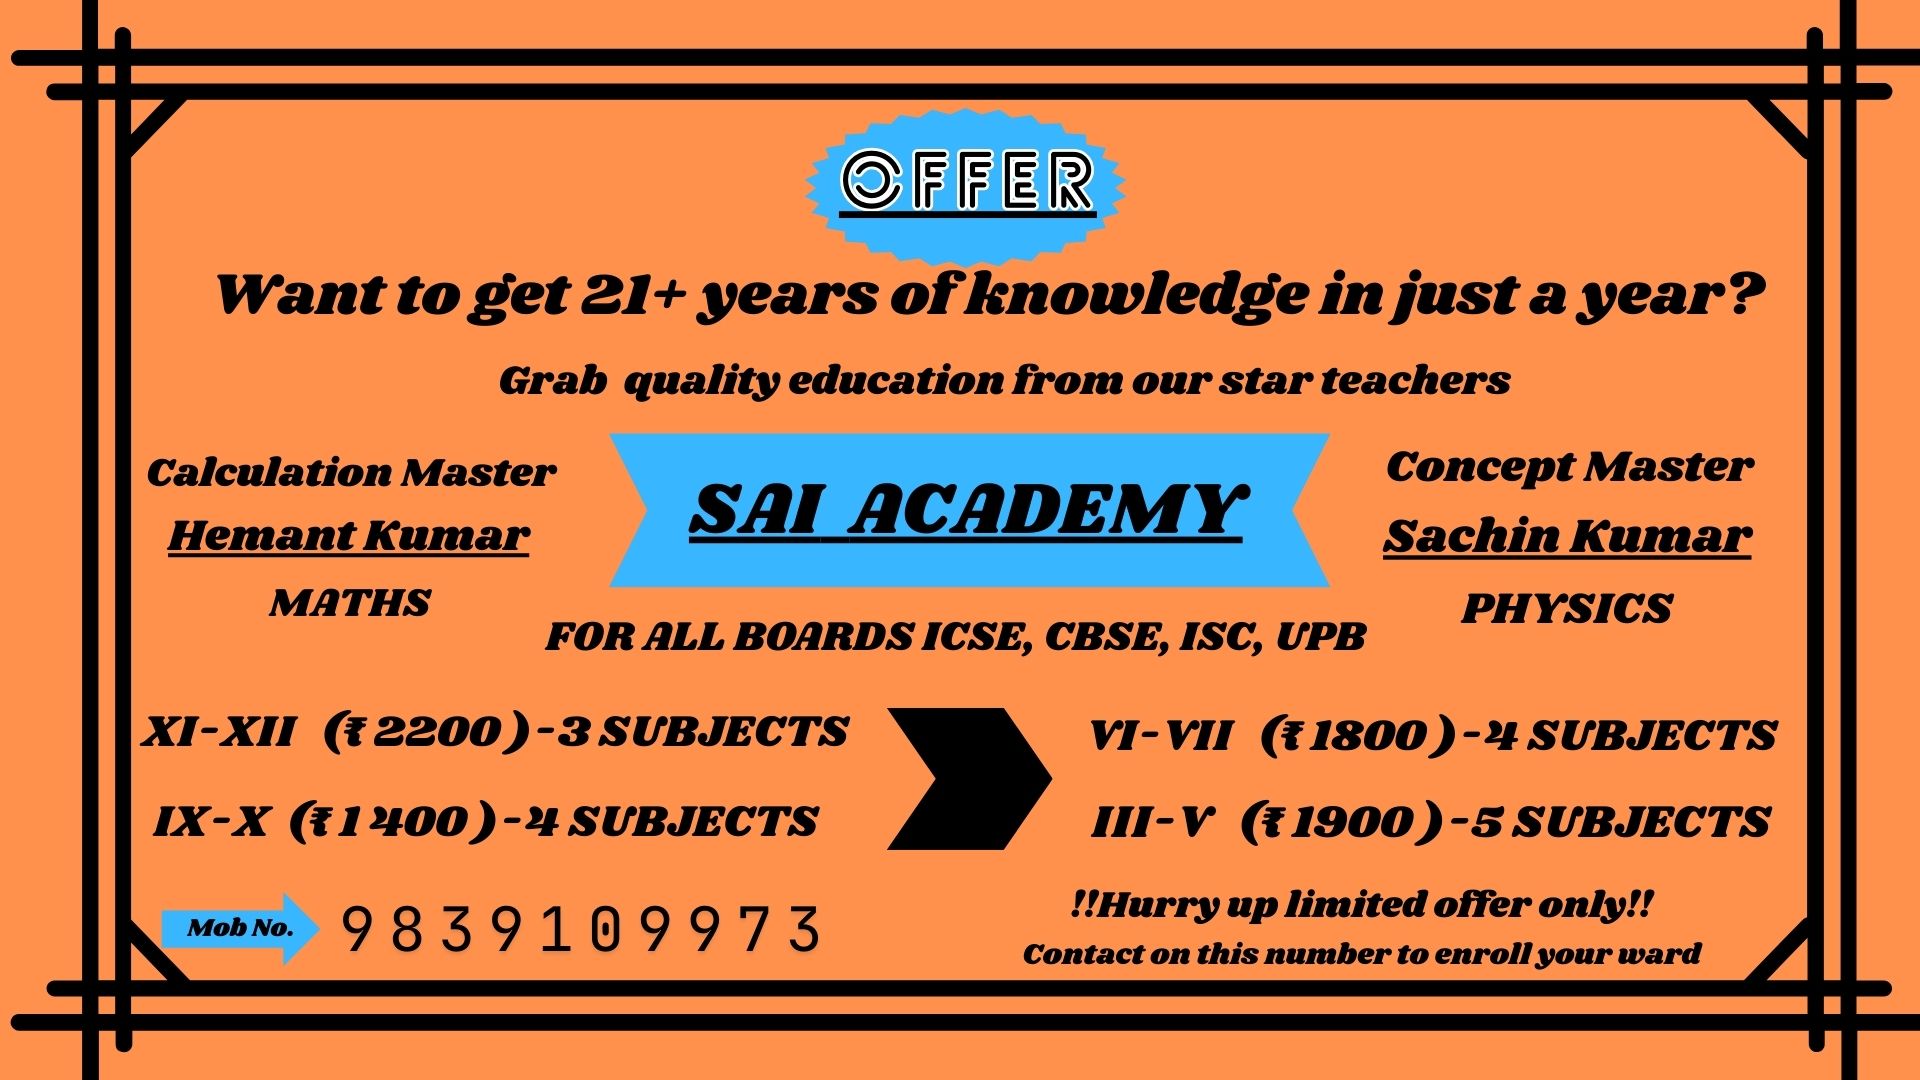 OFFER
Want to get 21+ years of knowledge in just a year?
Grab quality education from our star teachers
Calculation Master
Hemant Kumar
MATHS
SAI ACADEMY
Concept Master
Sachin Kumar
PHYSICS
FOR ALL BOARDS ICSE, CBSE, ISC, UPB
XI-XII (₹ 2200)-3 SUBJECTS
IX-X (₹ 1400)-4 SUBJECTS
VI-VII (₹ 1800)-4 SUBJECTS
III-V (₹ 1900)-5 SUBJECTS
Mob No. 9839109973
!!Hurry up limited offer only!!
Contact on this number to enroll your ward